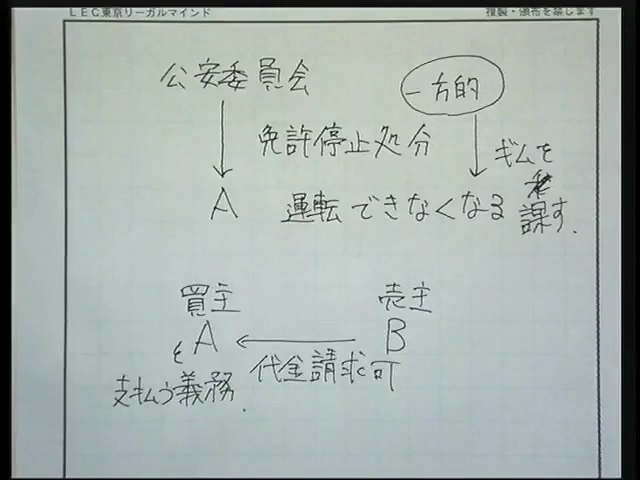 LEC東京リーガルマインド
複製・頒布を禁じます
公安委員会
一方的
免許停止処分
ギムを
課す.
A
運転できなくなる
買主
売主
A
B
代金請求可
支払う義務.